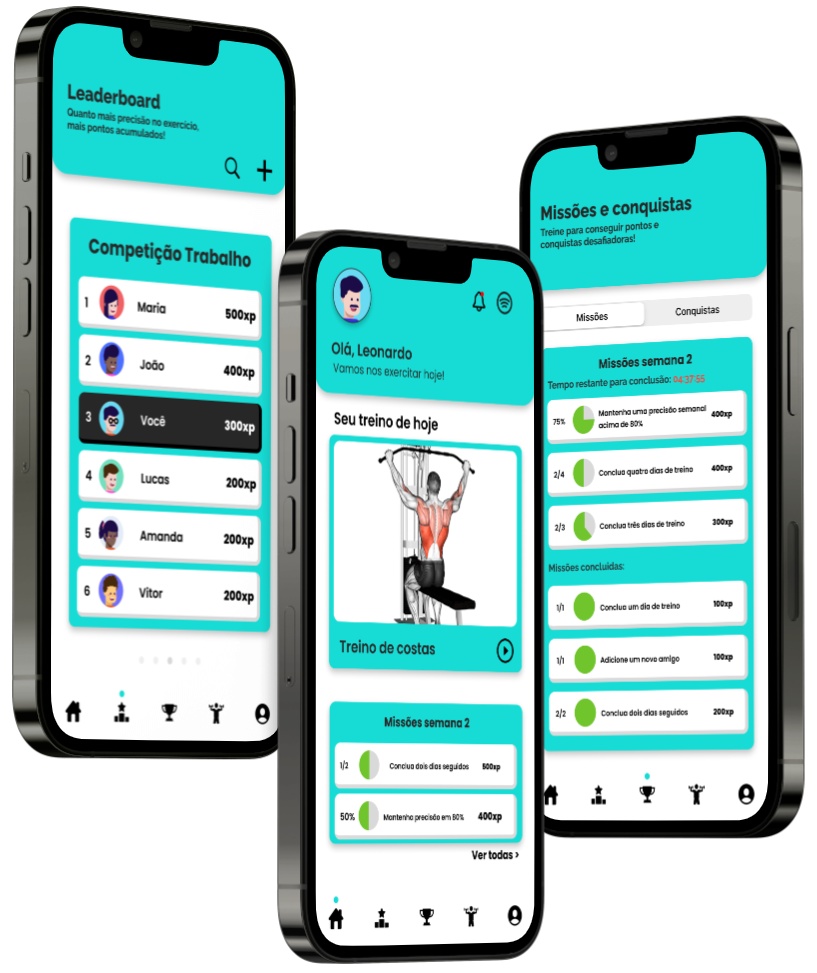 Leaderboard
Quanto mais precisão no exercício,
mais pontos acumulados!
Competição Trabalho
1 Maria 500xp
2 João 400xp
3 Você 300xp
4 Lucas 200xp
5 Amanda 200xp
6 Vitor 200xp
Olá, Leonardo
Vamos nos exercitar hoje!
Seu treino de hoje
Treino de costas
Missões semana 2
1/2 Conclua dois dias seguidos 500xp
50% Mantenha precisão em 80% 400xp
Ver todas >
Missões e conquistas
Treine para conseguir pontos e
conquistas desafiadoras!
Missões Conquistas
Missões semana 2
Tempo restante para conclusão: 04:37:55
75% Mantenha uma precisão semanal
acima de 80% 400xp
2/4 Conclua quatro dias de treino 400xp
2/3 Conclua três dias de treino 300xp
Missões concluídas:
1/1 Conclua um dia de treino 100xp
1/1 Adicione um novo amigo 100xp
2/2 Conclua dois dias seguidos 200xp